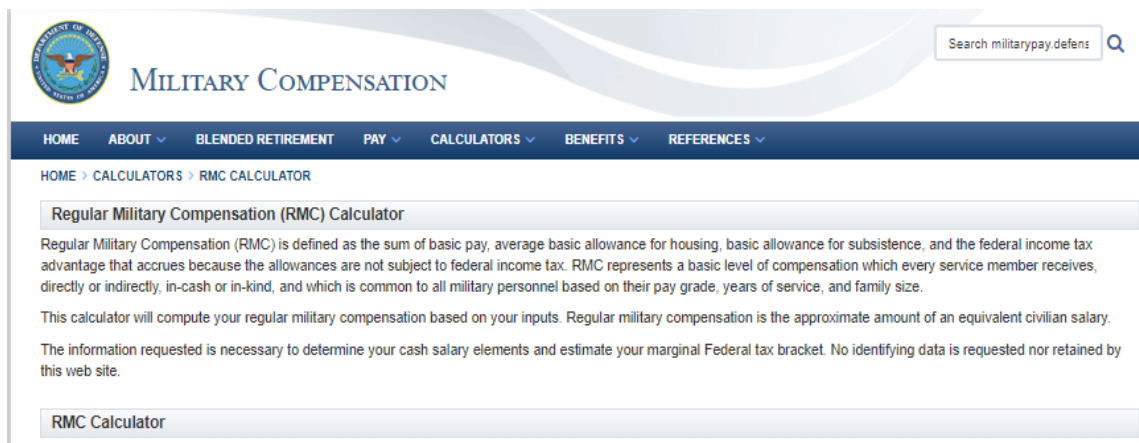 DEPARTMENT OF DEFENSE
UNITED STATES OF AMERICA
MILITARY COMPENSATION
Search militarypay.defens
HOME ABOUT BLENDED RETIREMENT PAY CALCULATORS BENEFITS REFERENCES
HOME > CALCULATORS > RMC CALCULATOR
Regular Military Compensation (RMC) Calculator
Regular Military Compensation (RMC) is defined as the sum of basic pay, average basic allowance for housing, basic allowance for subsistence, and the federal income tax
advantage that accrues because the allowances are not subject to federal income tax. RMC represents a basic level of compensation which every service member receives,
directly or indirectly, in-cash or in-kind, and which is common to all military personnel based on their pay grade, years of service, and family size.
This calculator will compute your regular military compensation based on your inputs. Regular military compensation is the approximate amount of an equivalent civilian salary.
The information requested is necessary to determine your cash salary elements and estimate your marginal Federal tax bracket. No identifying data is requested nor retained by
this web site.
RMC Calculator